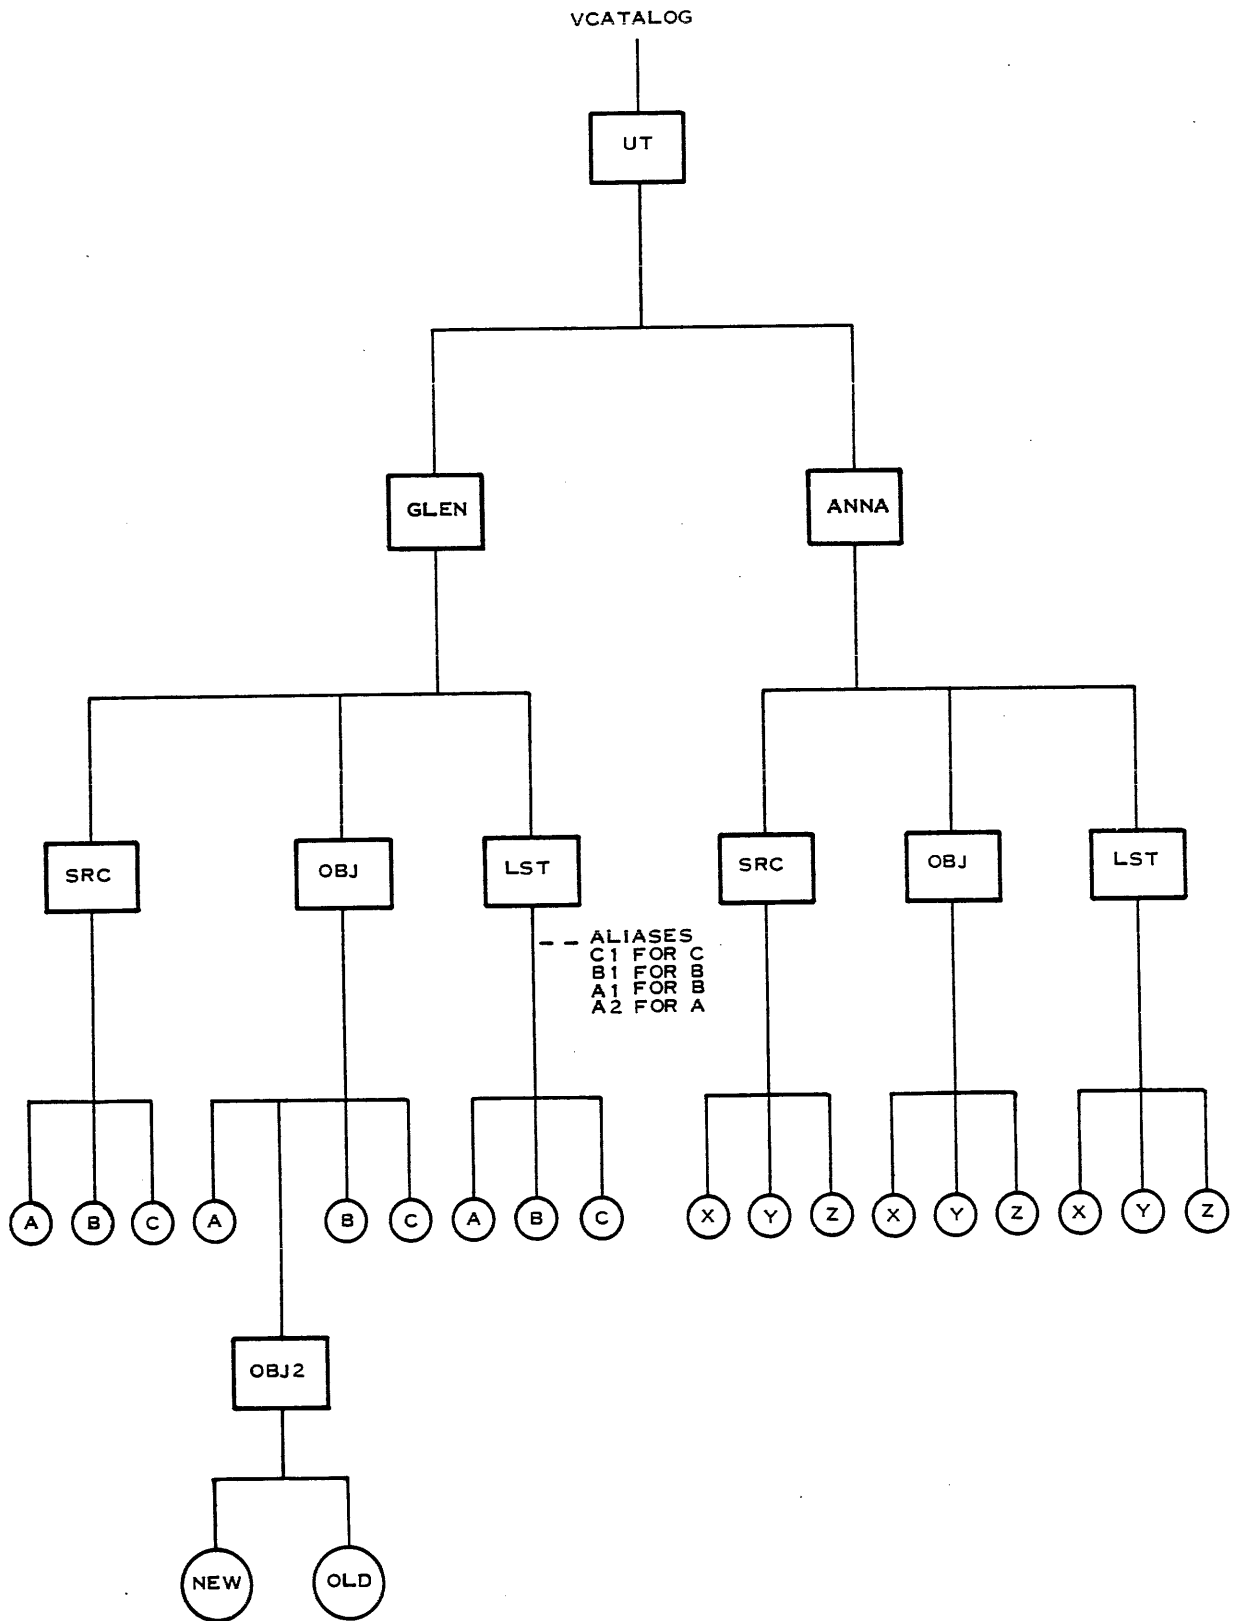 VCATALOG
UT
GLEN
ANNA
SRC
OBJ
LST
SRC
OBJ
LST
ALIASES
C1 FOR C
B1 FOR B
A1 FOR B
A2 FOR A
A
B
C
A
B
C
A
B
C
X
Y
Z
X
Y
Z
X
Y
Z
OBJ2
NEW
OLD